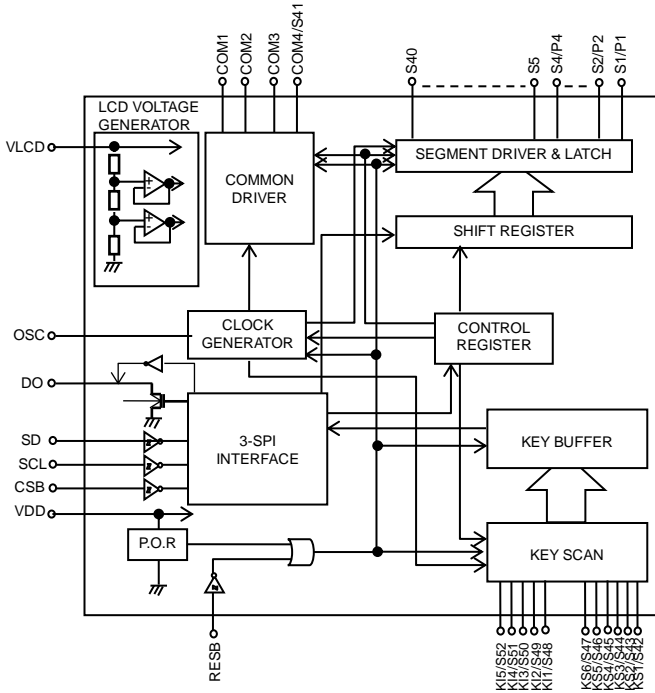 COM1
COM2
COM3
COM4/S41
S40
S5
S4/P4
S2/P2
S1/P1
LCD VOLTAGE
GENERATOR
VLCD
COMMON
DRIVER
SEGMENT DRIVER & LATCH
SHIFT REGISTER
OSC
CLOCK
GENERATOR
CONTROL
REGISTER
DO
SD
SCL
CSB
VDD
3-SPI
INTERFACE
KEY BUFFER
P.O.R
KEY SCAN
RESB
KI5/S52
KI4/S51
KI3/S50
KI2/S49
KI1/S48
KS6/S47
KS5/S46
KS4/S45
KS3/S44
KS2/S43
KS1/S42